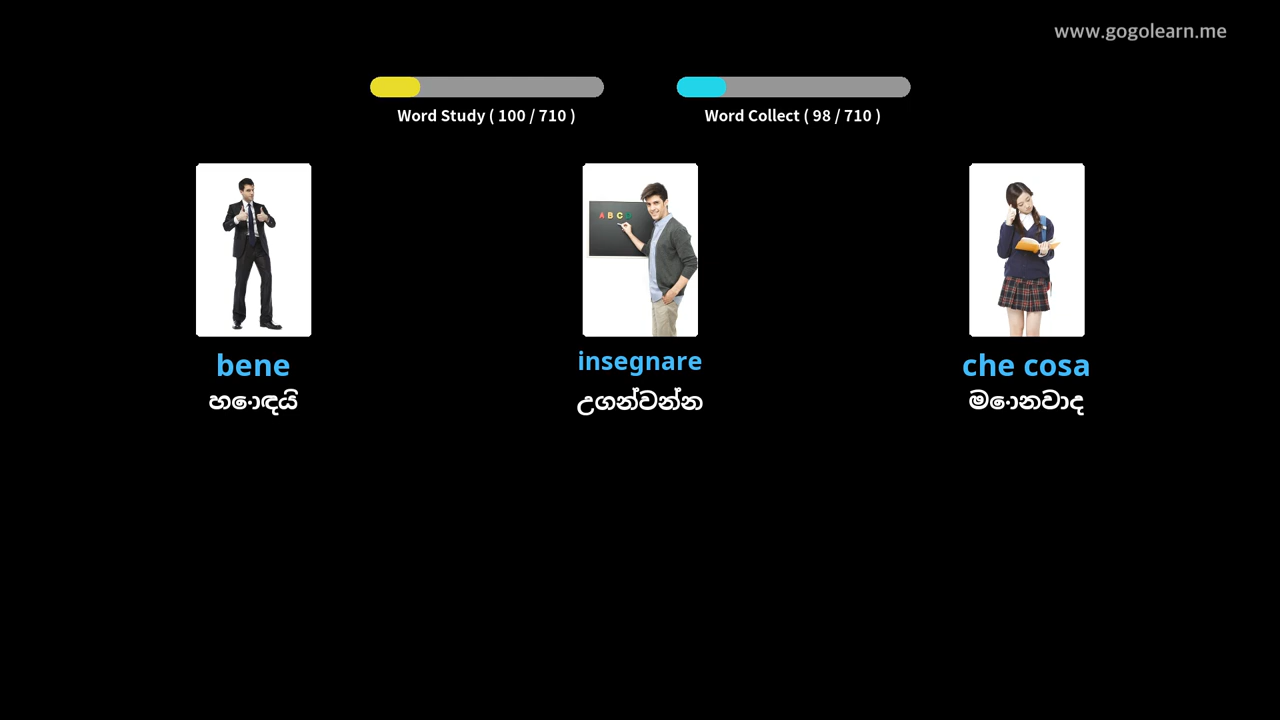 www.gogolearn.me
Word Study ( 100 / 710 )
Word Collect ( 98 / 710 )
bene
insegnare
che cosa
හොඳයි
උගන්වන්න
මොනවාද